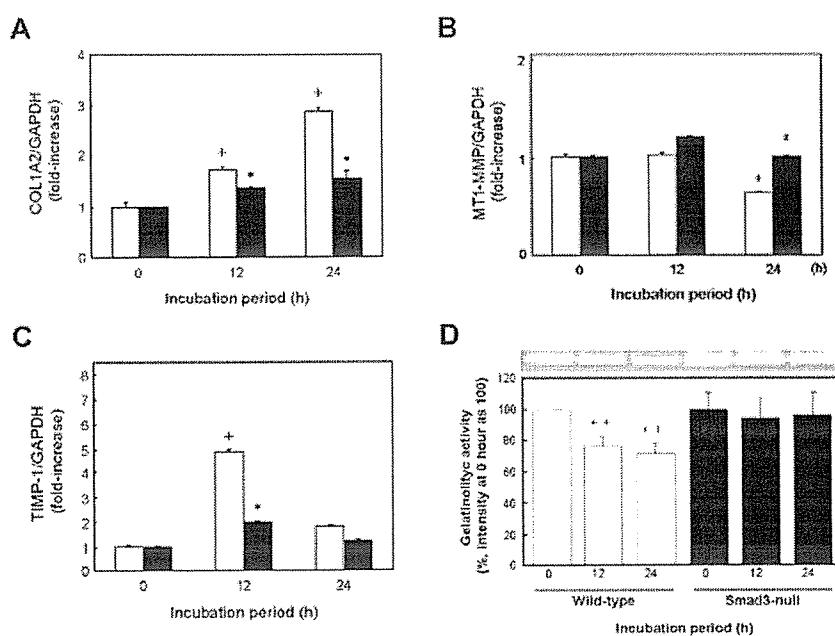 A
COL1A2/GAPDH
(fold-increase)
4
3
2
1
0
+
*
+
*
0 12 24
Incubation period (h)
B
MT1-MMP/GAPDH
(fold-increase)
2
1
0
+
0 12 24 (h)
Incubation period (h)
C
TIMP-1/GAPDH
(fold-increase)
8
7
6
5
4
3
2
1
+
*
0 12 24
Incubation period (h)
D
Gelatinolityc activity
(%, Intensity at 0 hour as 100)
120
100
80
60
40
20
0
0 12 24 0 12 24
Wild-type Smad3-null
Incubation period (h)